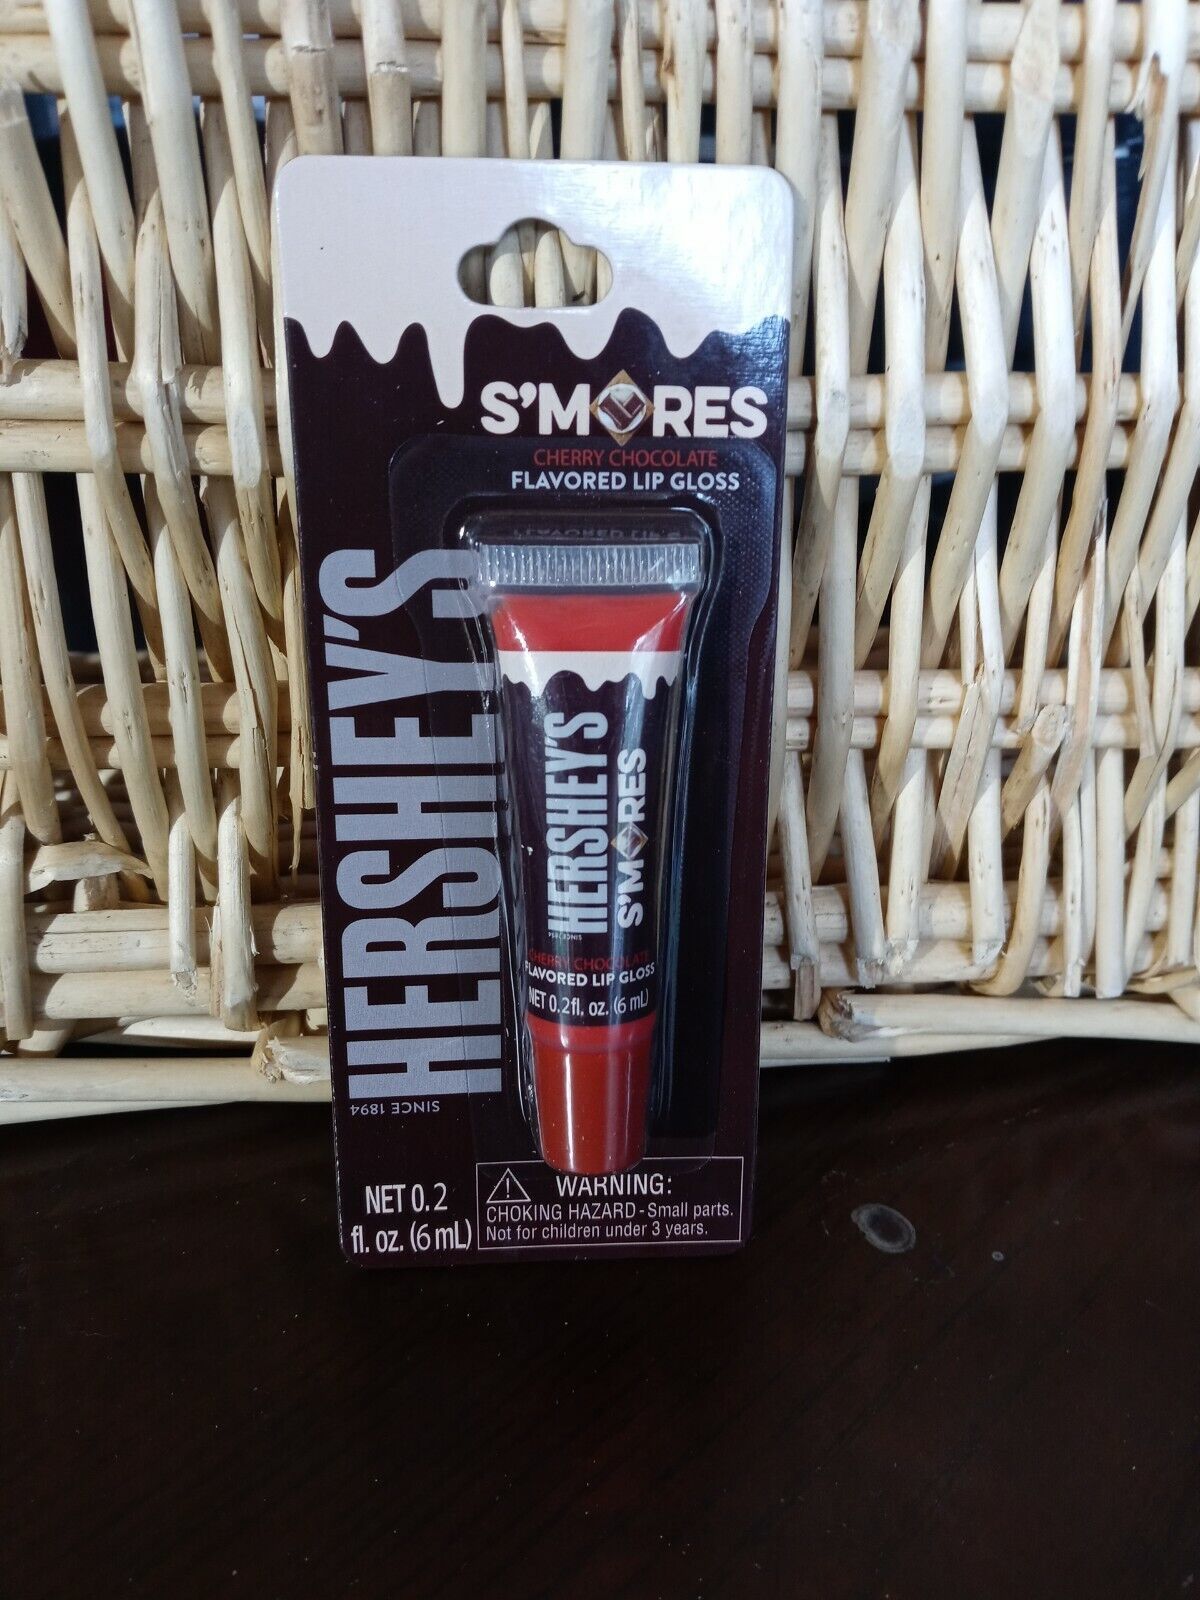 S'MORES
CHERRY CHOCOLATE
FLAVORED LIP GLOSS
HERSHEY'S
SINCE 1894
HERSHEY'S
SINCE 1894
S'MORES
CHERRY CHOCOLATE
FLAVORED LIP GLOSS
NET 0.2fl. oz. (6 mL)
NET 0.2
fl. oz. (6 mL)
WARNING:
CHOKING HAZARD - Small parts.
Not for children under 3 years.